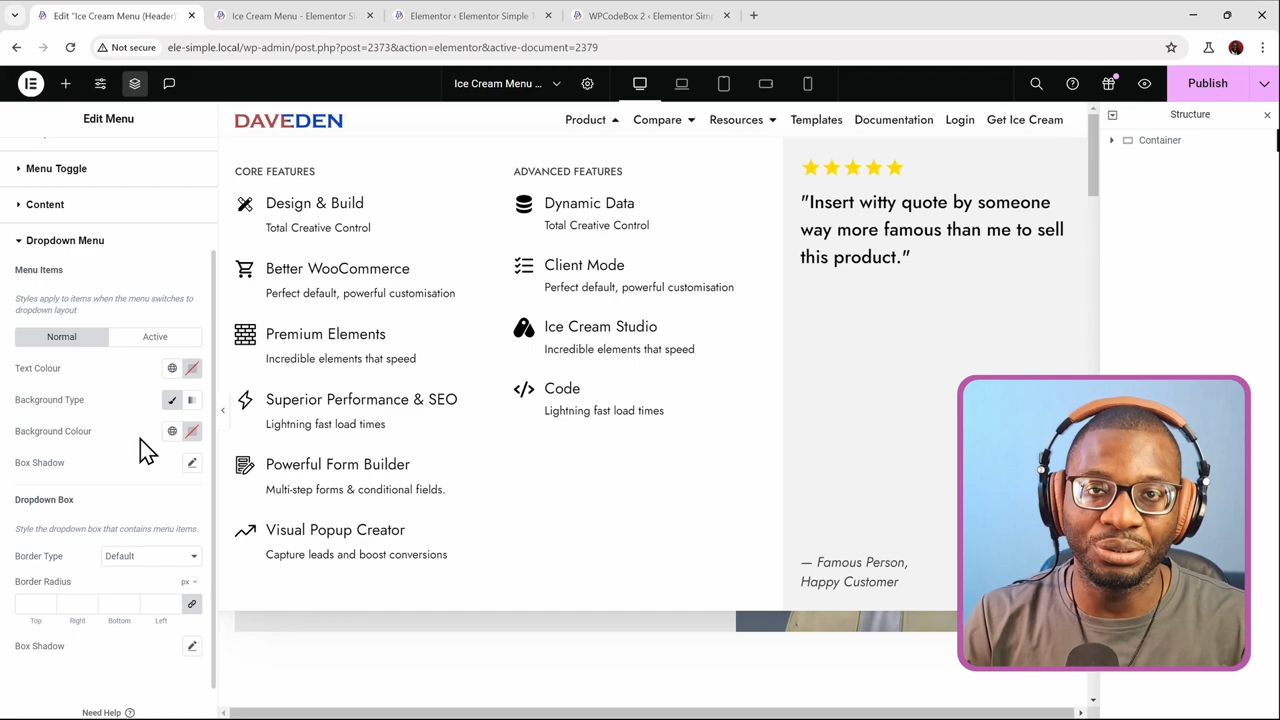 Edit "Ice Cream Menu (Header)
Ice Cream Menu - Elementor Si
Elementor ‹ Elementor Simple T
WPCodeBox 2 ‹ Elementor Sim
Not secure
ele-simple.local/wp-admin/post.php?post=2373&action=elementor&active-document=2379
Ice Cream Menu ...
Publish
Edit Menu
Menu Toggle
Content
Dropdown Menu
Menu Items
Styles apply to items when the menu switches to
dropdown layout
Normal
Active
Text Colour
Background Type
Background Colour
Box Shadow
Dropdown Box
Style the dropdown box that contains menu items.
Border Type
Default
Border Radius
px
Top
Right
Bottom
Left
Box Shadow
Need Help
DAVEDEN
Product
Compare
Resources
Templates
Documentation
Login
Get Ice Cream
CORE FEATURES
Design & Build
Total Creative Control
Better WooCommerce
Perfect default, powerful customisation
Premium Elements
Incredible elements that speed
Superior Performance & SEO
Lightning fast load times
Powerful Form Builder
Multi-step forms & conditional fields.
Visual Popup Creator
Capture leads and boost conversions
ADVANCED FEATURES
Dynamic Data
Total Creative Control
Client Mode
Perfect default, powerful customisation
Ice Cream Studio
Incredible elements that speed
Code
Lightning fast load times
"Insert witty quote by someone
way more famous than me to sell
this product."
— Famous Person,
Happy Customer
Structure
Container